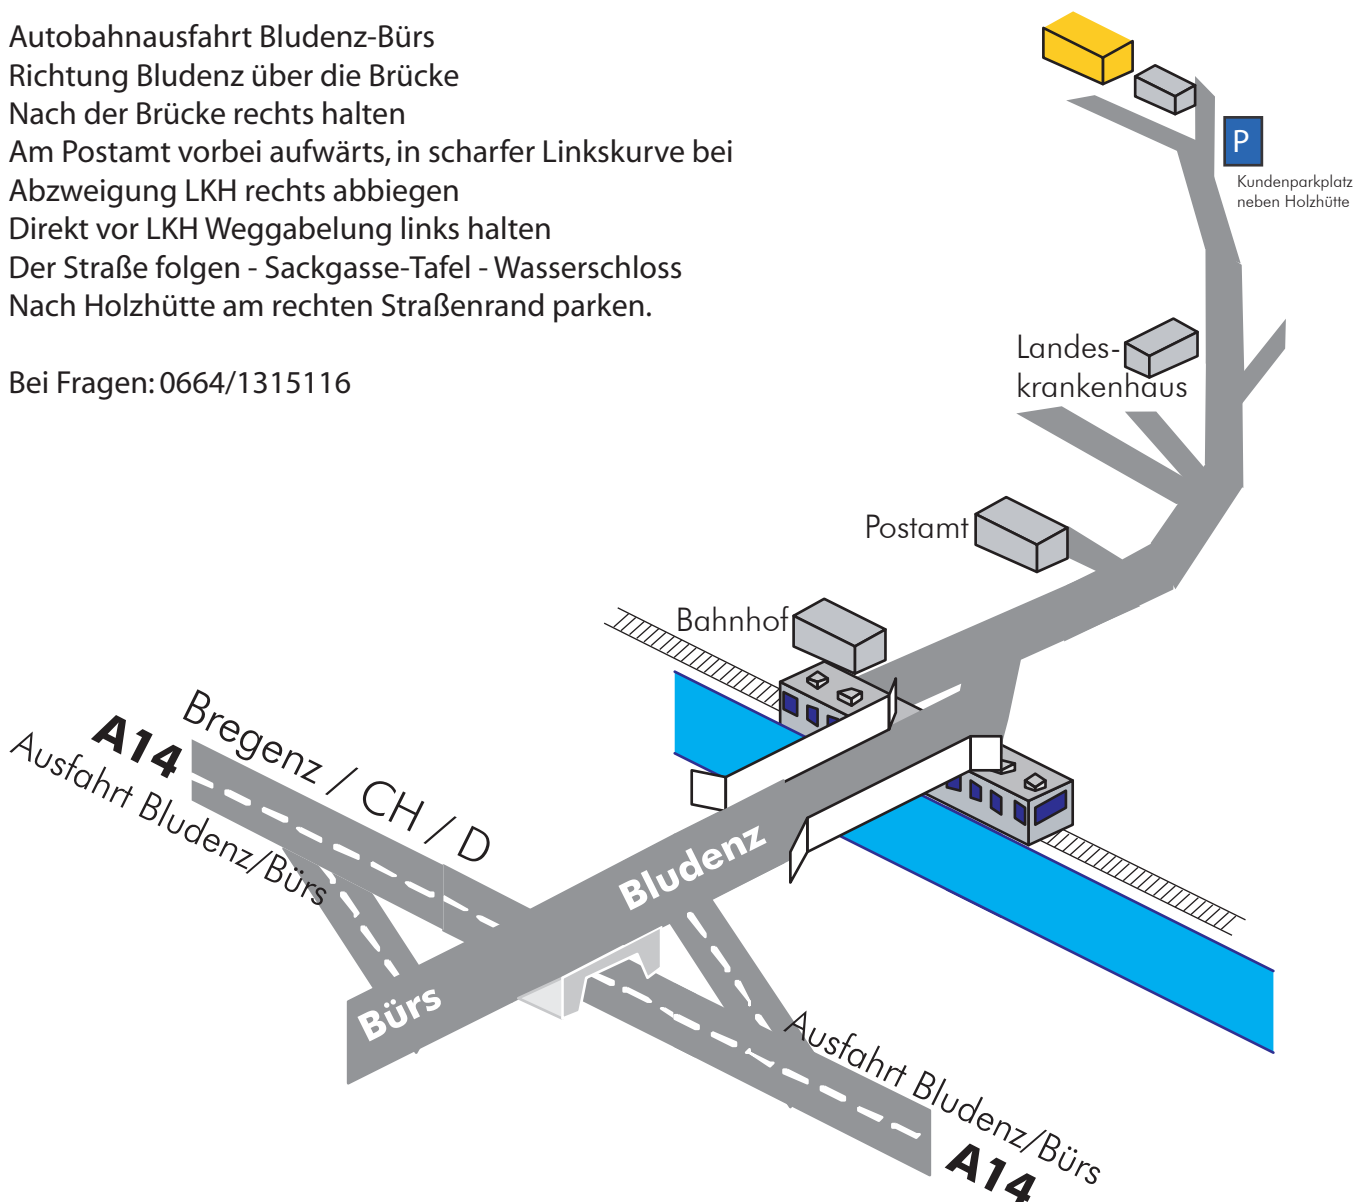 Autobahnausfahrt Bludenz-Bürs
Richtung Bludenz über die Brücke
Nach der Brücke rechts halten
Am Postamt vorbei aufwärts, in scharfer Linkskurve bei
Abzweigung LKH rechts abbiegen
Direkt vor LKH Weggabelung links halten
Der Straße folgen - Sackgasse-Tafel - Wasserschloss
Nach Holzhütte am rechten Straßenrand parken.
Bei Fragen: 0664/1315116
P
Kundenparkplatz
neben Holzhütte
Landes-
krankenhaus
Postamt
Bahnhof
Bregenz / CH / D
A14
Ausfahrt Bludenz/Bürs
Bludenz
Bürs
Ausfahrt Bludenz/Bürs
A14